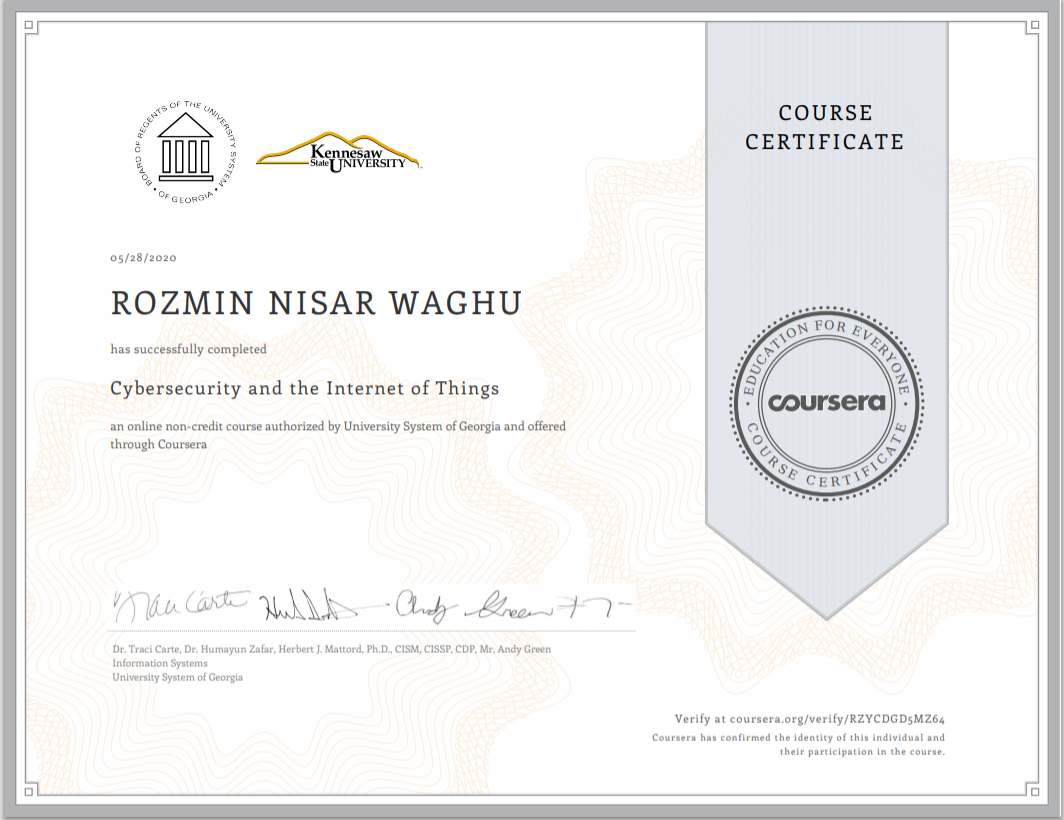 COURSE
CERTIFICATE
BOARD OF REGENTS OF THE UNIVERSITY SYSTEM
• OF GEORGIA •
Kennesaw
State UNIVERSITY
05/28/2020
ROZMIN NISAR WAGHU
has successfully completed
Cybersecurity and the Internet of Things
an online non-credit course authorized by University System of Georgia and offered
through Coursera
• EDUCATION FOR EVERYONE •
coursera
COURSE CERTIFICATE
Traci Carte
Andy Green
Dr. Traci Carte, Dr. Humayun Zafar, Herbert J. Mattord, Ph.D., CISM, CISSP, CDP, Mr. Andy Green
Information Systems
University System of Georgia
Verify at coursera.org/verify/RZYCDGD5MZ64
Coursera has confirmed the identity of this individual and
their participation in the course.